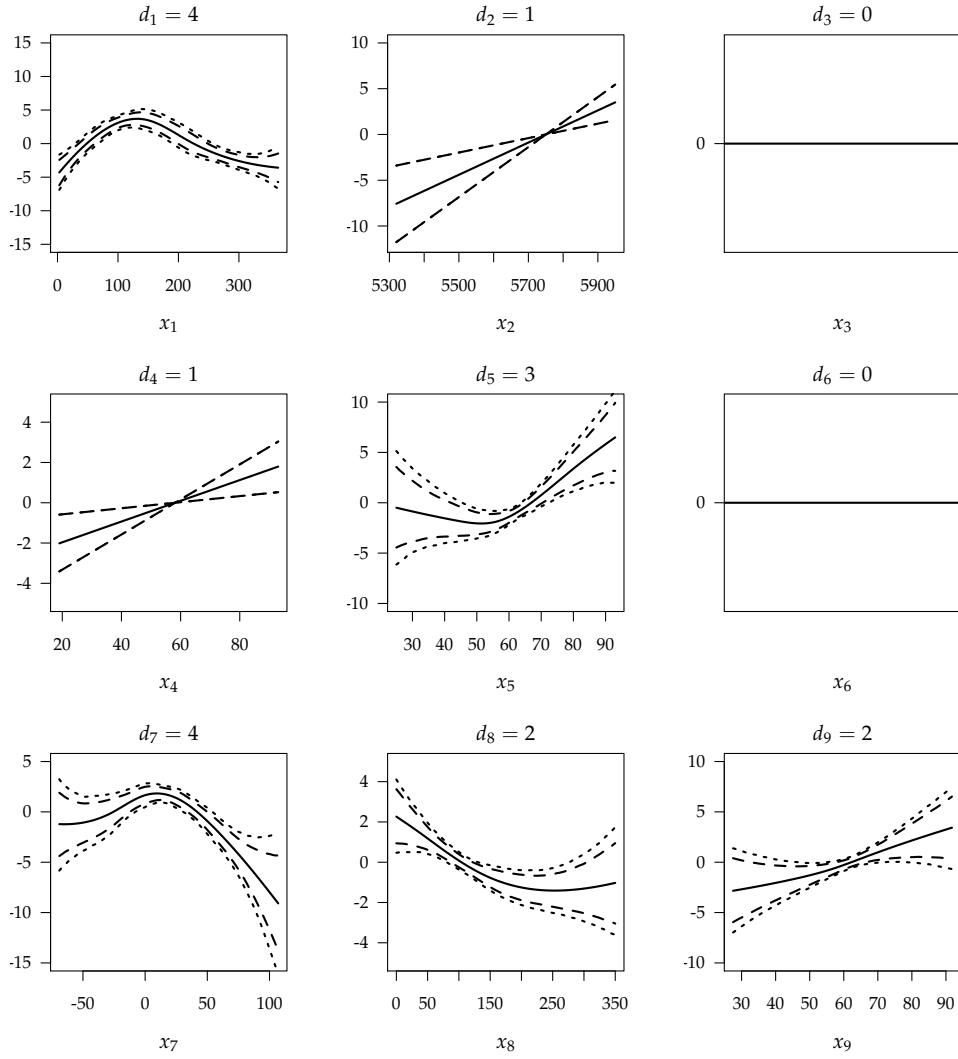 d₁ = 4 d₂ = 1 d₃ = 0
15
10
5
0
-5
-10
-15
0 100 200 300
x₁
10
5
0
-5
-10
5300 5500 5700 5900
x₂
0
x₃
d₄ = 1 d₅ = 3 d₆ = 0
4
2
0
-2
-4
20 40 60 80
x₄
10
5
0
-5
-10
30 40 50 60 70 80 90
x₅
0
x₆
d₇ = 4 d₈ = 2 d₉ = 2
5
0
-5
-10
-15
-50 0 50 100
x₇
4
2
0
-2
-4
0 50 150 250 350
x₈
10
5
0
-5
-10
30 40 50 60 70 80 90
x₉